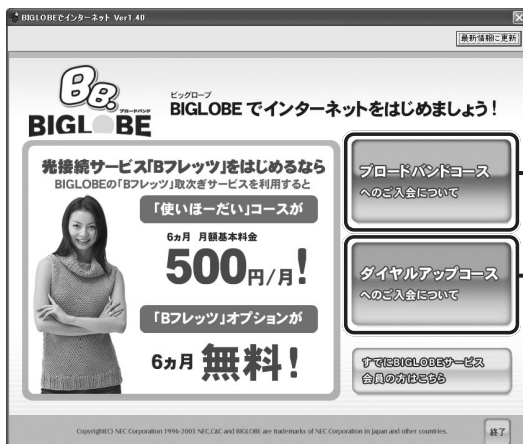 BIGLOBEでインターネット Ver1.40
最新情報に更新
BB.
ブロードバンド
BIGLOBE
ビッグローブ
BIGLOBE でインターネットをはじめましょう！
光接続サービス「Bフレッツ」をはじめるなら
BIGLOBEの「Bフレッツ」取次ぎサービスを利用すると
「使いほーだい」コースが
6ヵ月 月額基本料金
500円/月！
「Bフレッツ」オプションが
6ヵ月 無料！
ブロードバンドコース
へのご入会について
ダイヤルアップコース
へのご入会について
すでにBIGLOBEサービス
会員の方はこちら
Copyright(C) NEC Corporation 1996-2003 NEC,C&C and BIGLOBE are trademarks of NEC Corporation in Japan and other countries.
終了